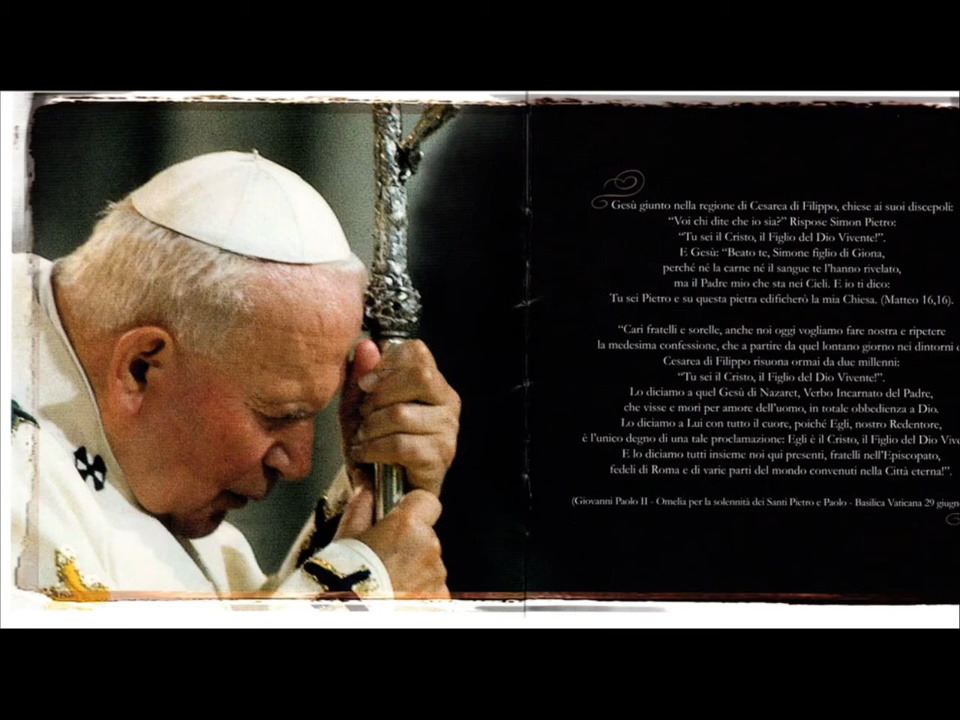 Gesù giunto nella regione di Cesarea di Filippo, chiese ai suoi discepoli:
"Voi chi dite che io sia?" Rispose Simon Pietro:
"Tu sei il Cristo, il Figlio del Dio Vivente!".
E Gesù: "Beato te, Simone figlio di Giona,
perché né la carne né il sangue te l'hanno rivelato,
ma il Padre mio che sta nei Cieli. E io ti dico:
Tu sei Pietro e su questa pietra edificherò la mia Chiesa. (Matteo 16,16).
"Cari fratelli e sorelle, anche noi oggi vogliamo fare nostra e ripetere
la medesima confessione, che a partire da quel lontano giorno nei dintorni
Cesarea di Filippo risuona ormai da due millenni:
"Tu sei il Cristo, il Figlio del Dio Vivente!".
Lo diciamo a quel Gesù di Nazaret, Verbo Incarnato del Padre,
che visse e morì per amore dell'uomo, in totale obbedienza a Dio.
Lo diciamo a Lui con tutto il cuore, poiché Egli, nostro Redentore,
è l'unico degno di una tale proclamazione: Egli è il Cristo, il Figlio del Dio Vive
E lo diciamo tutti insieme noi qui presenti, fratelli nell'Episcopato,
fedeli di Roma e di varie parti del mondo convenuti nella Città eterna!".
(Giovanni Paolo II - Omelia per la solennità dei Santi Pietro e Paolo - Basilica Vaticana 29 giugn